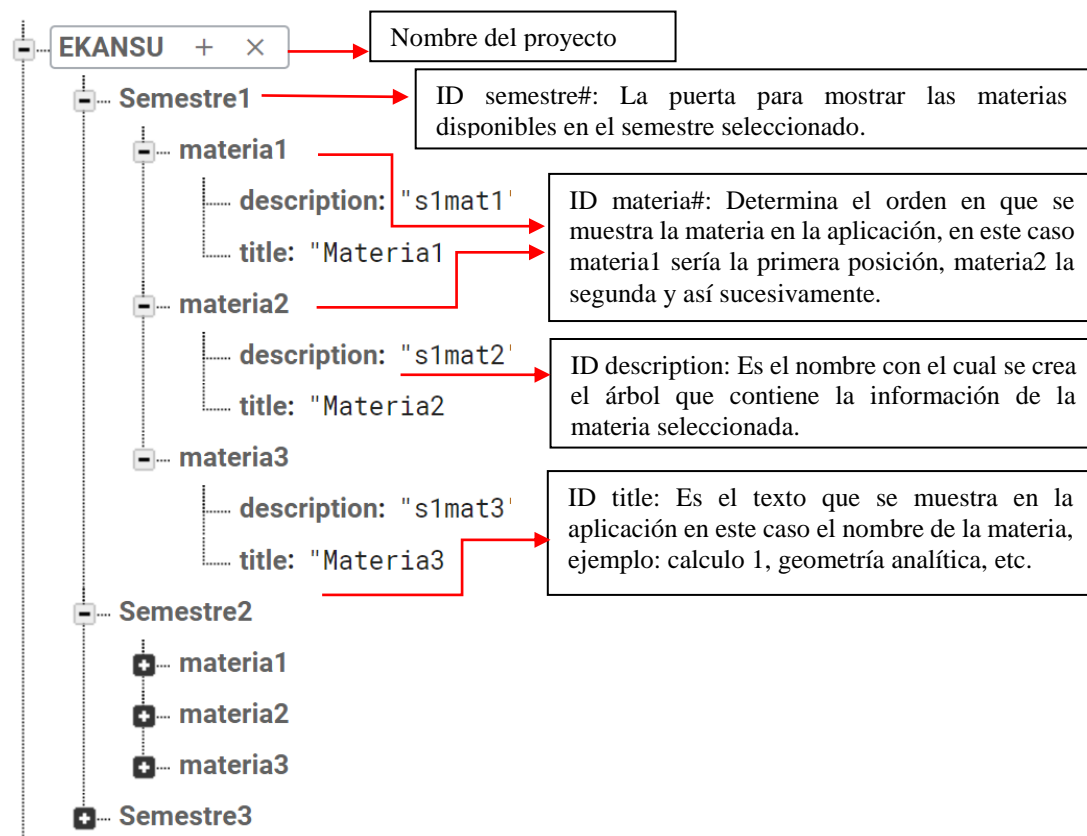 EKANSU + ×
Nombre del proyecto
Semestre1
ID semestre#: La puerta para mostrar las materias
disponibles en el semestre seleccionado.
materia1
description: "s1mat1'
title: "Materia1
ID materia#: Determina el orden en que se
muestra la materia en la aplicación, en este caso
materia1 sería la primera posición, materia2 la
segunda y así sucesivamente.
materia2
description: "s1mat2'
title: "Materia2
ID description: Es el nombre con el cual se crea
el árbol que contiene la información de la
materia seleccionada.
materia3
description: "s1mat3'
title: "Materia3
ID title: Es el texto que se muestra en la
aplicación en este caso el nombre de la materia,
ejemplo: calculo 1, geometría analítica, etc.
Semestre2
materia1
materia2
materia3
Semestre3